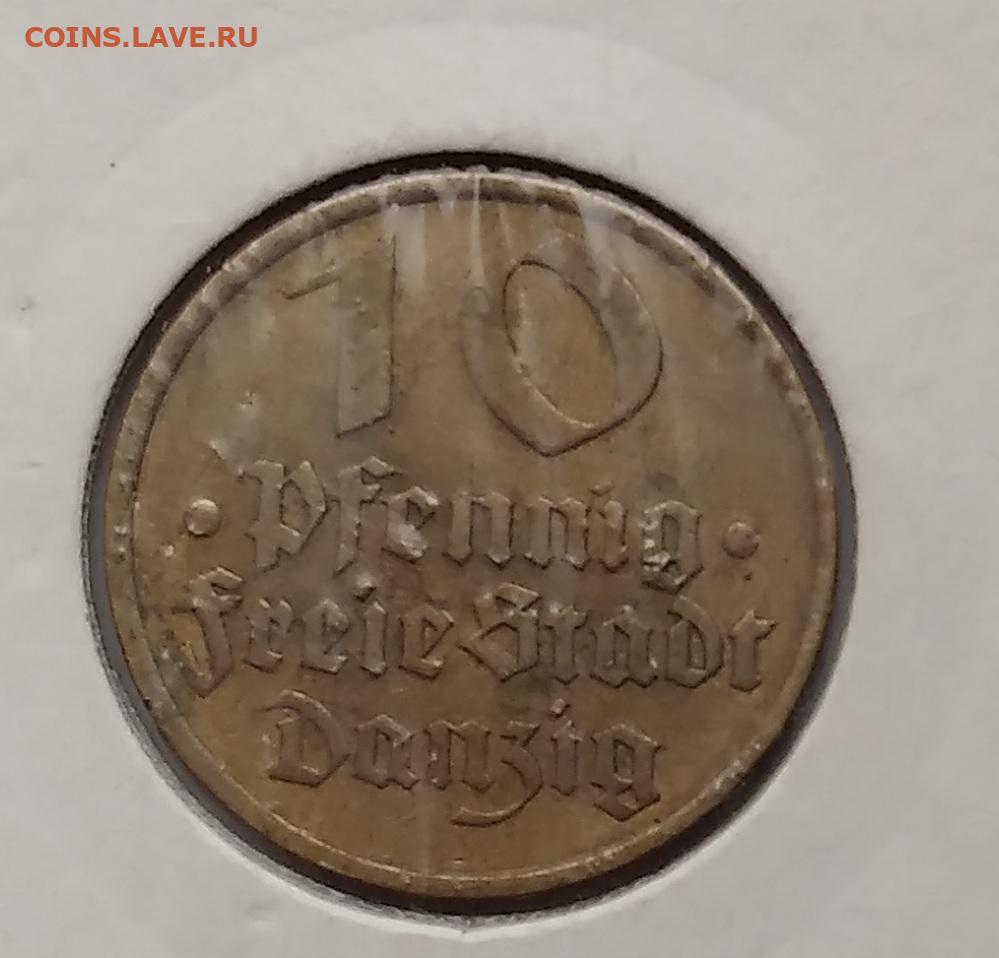 COINS.LAVE.RU
10
Pfennig
Freie Stadt
Danzig